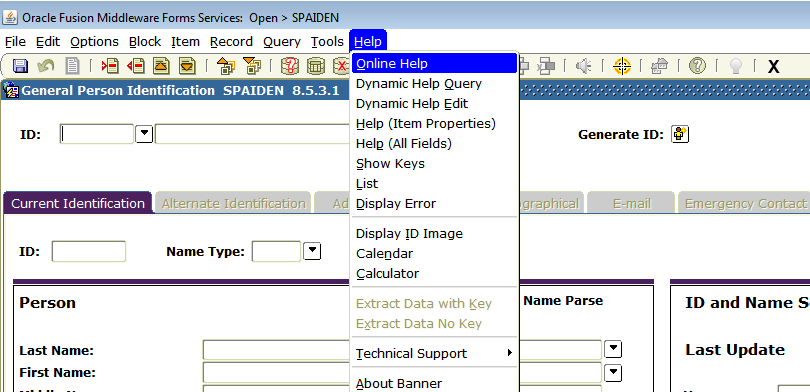 Oracle Fusion Middleware Forms Services: Open > SPAIDEN
File Edit Options Block Item Record Query Tools Help
X
General Person Identification SPAIDEN 8.5.3.1
ID:
Generate ID:
Online Help
Dynamic Help Query
Dynamic Help Edit
Help (Item Properties)
Help (All Fields)
Show Keys
List
Display Error
Display ID Image
Calendar
Calculator
Extract Data with Key
Extract Data No Key
Technical Support
About Banner
Current Identification Alternate Identification Ad ographical E-mail Emergency Contact
ID: Name Type:
Person Name Parse ID and Name S
Last Name: Last Update
First Name: